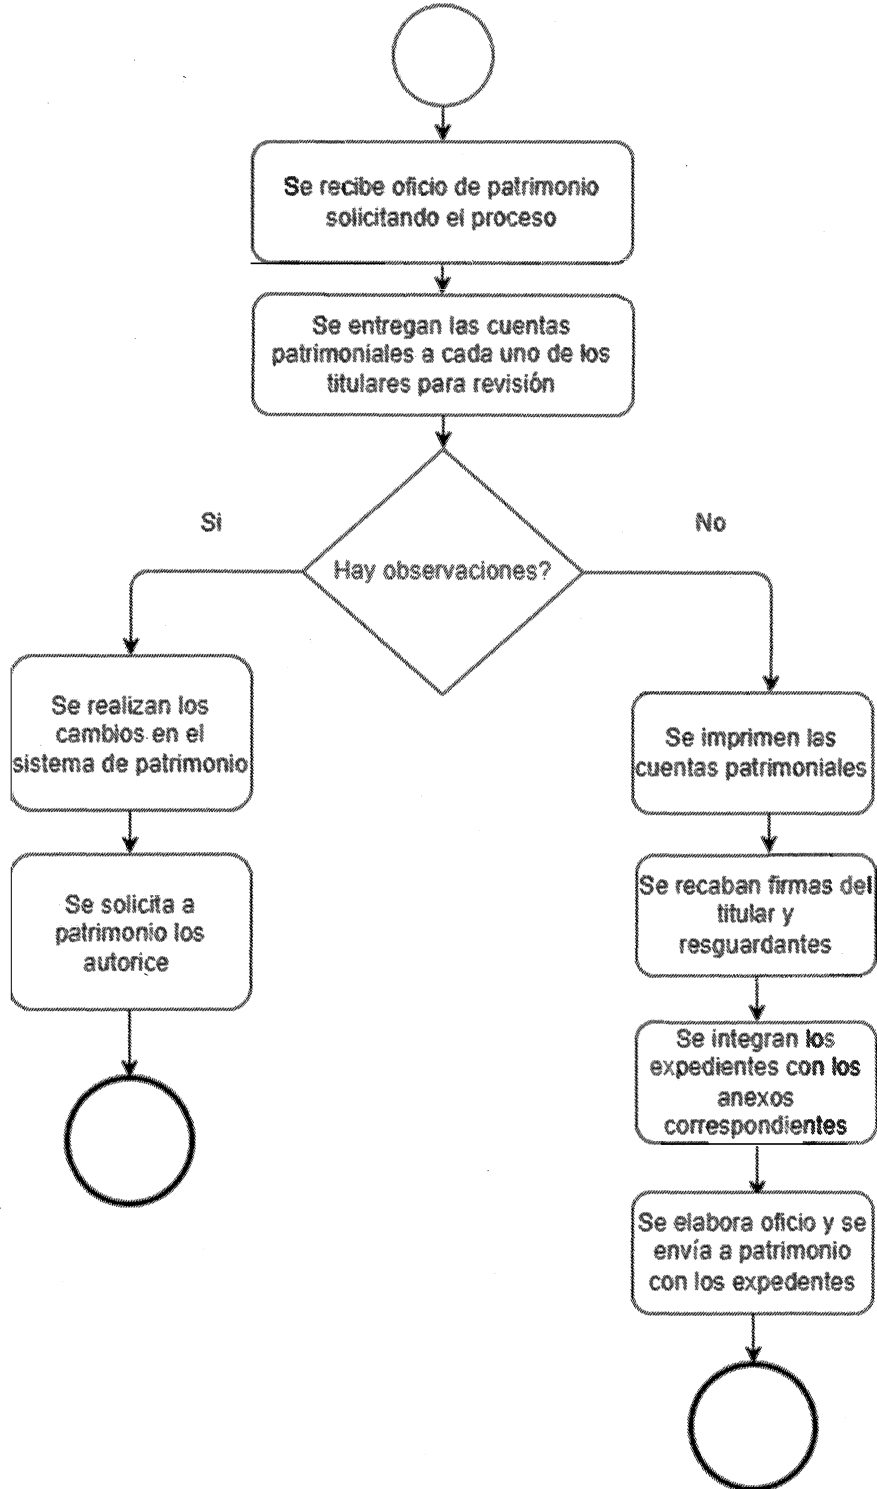 Se recibe oficio de patrimonio
solicitando el proceso
Se entregan las cuentas
patrimoniales a cada uno de los
titulares para revisión
Si
No
Hay observaciones?
Se realizan los
cambios en el
sistema de patrimonio
Se solicita a
patrimonio los
autorice
Se imprimen las
cuentas patrimoniales
Se recaban firmas del
titular y
resguardantes
Se integran los
expedientes con los
anexos
correspondientes
Se elabora oficio y se
envía a patrimonio
con los expedentes